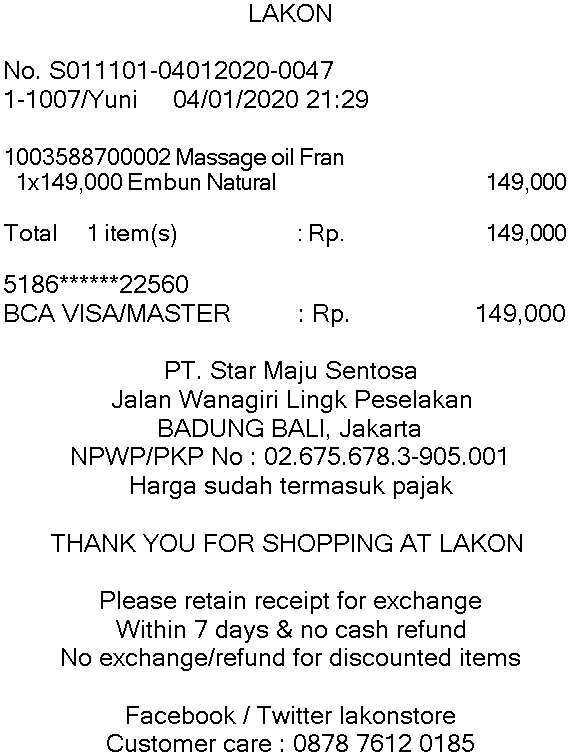 LAKON
No. S011101-04012020-0047
1-1007/Yuni 04/01/2020 21:29
1003588700002 Massage oil Fran
1x149,000 Embun Natural 149,000
Total 1 item(s) : Rp. 149,000
5186******22560
BCA VISA/MASTER : Rp. 149,000
PT. Star Maju Sentosa
Jalan Wanagiri Lingk Peselakan
BADUNG BALI, Jakarta
NPWP/PKP No : 02.675.678.3-905.001
Harga sudah termasuk pajak
THANK YOU FOR SHOPPING AT LAKON
Please retain receipt for exchange
Within 7 days & no cash refund
No exchange/refund for discounted items
Facebook / Twitter lakonstore
Customer care : 0878 7612 0185